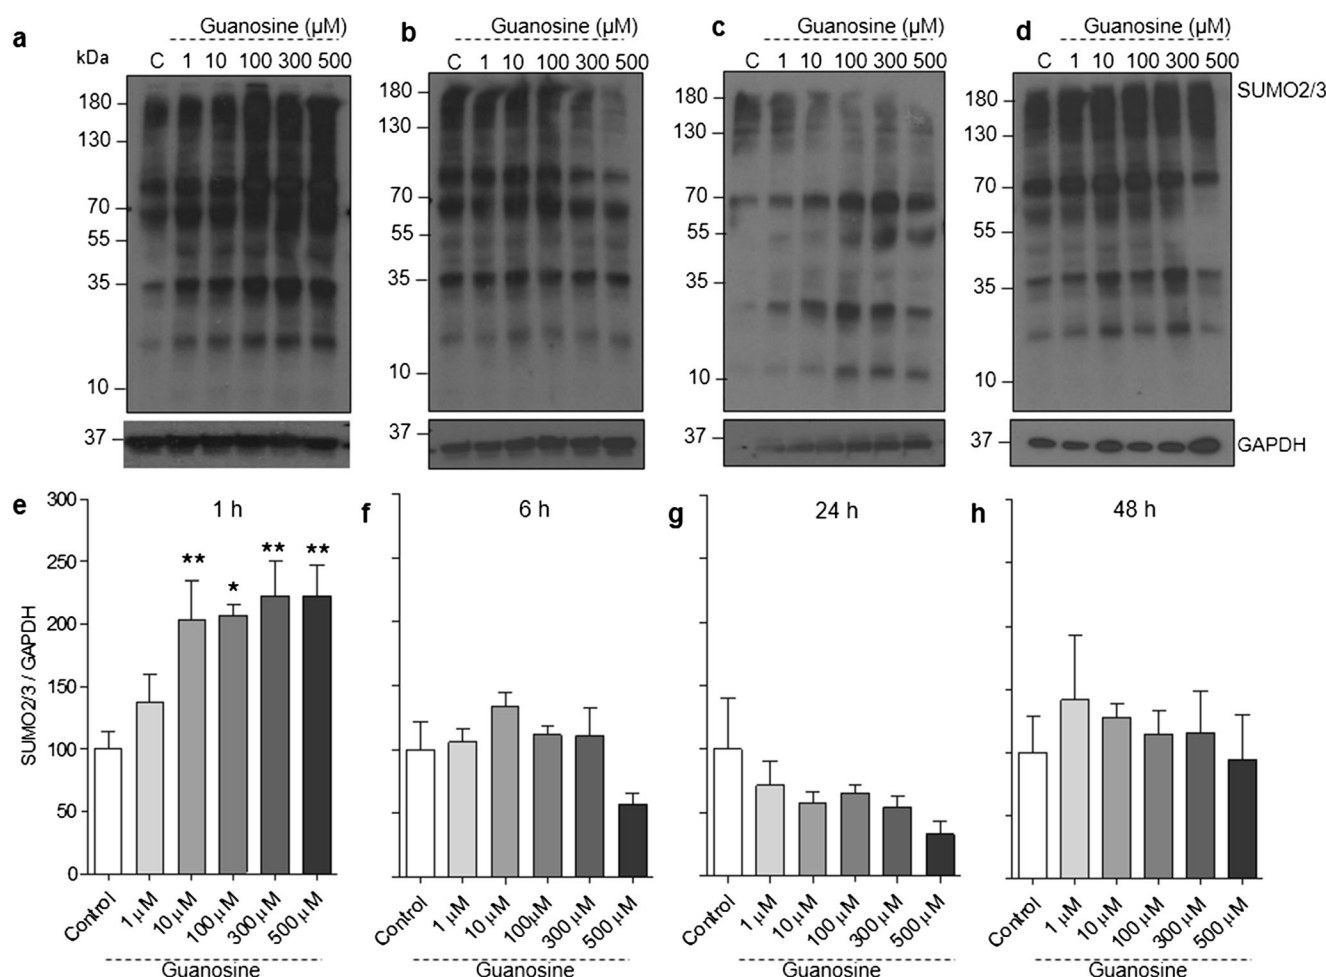 a
Guanosine (µM)
kDa C 1 10 100 300 500
180
130
70
55
35
10
37
b
Guanosine (µM)
C 1 10 100 300 500
180
130
70
55
35
10
37
c
Guanosine (µM)
C 1 10 100 300 500
180
130
70
55
35
10
37
d
Guanosine (µM)
C 1 10 100 300 500
SUMO2/3
180
130
70
55
35
10
37
GAPDH
e
1 h
SUMO2/3 / GAPDH
300
250
200
150
100
50
0
** * ** **
Control 1 µM 10 µM 100 µM 300 µM 500 µM
Guanosine
f
6 h
Control 1 µM 10 µM 100µM 300 µM 500 µM
Guanosine
g
24 h
Control 1 µM 10 µM 100 µM 300 µM 500 µM
Guanosine
h
48 h
Control 1 µM 10 µM 100 µM 300 µM 500 µM
Guanosine